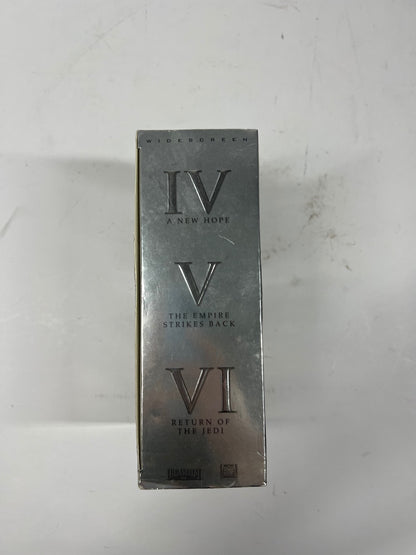 WIDESCREEN
IV
A NEW HOPE
V
THE EMPIRE
STRIKES BACK
VI
RETURN OF
THE JEDI